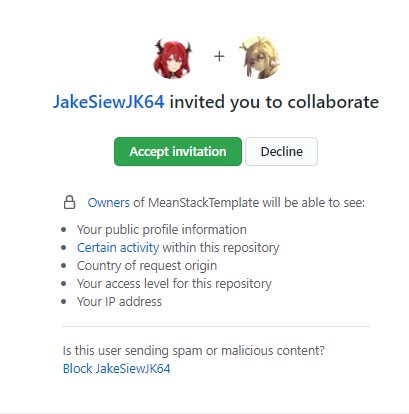 +
JakeSiewJK64 invited you to collaborate
Accept invitation Decline
Owners of MeanStackTemplate will be able to see:
• Your public profile information
• Certain activity within this repository
• Country of request origin
• Your access level for this repository
• Your IP address
Is this user sending spam or malicious content?
Block JakeSiewJK64